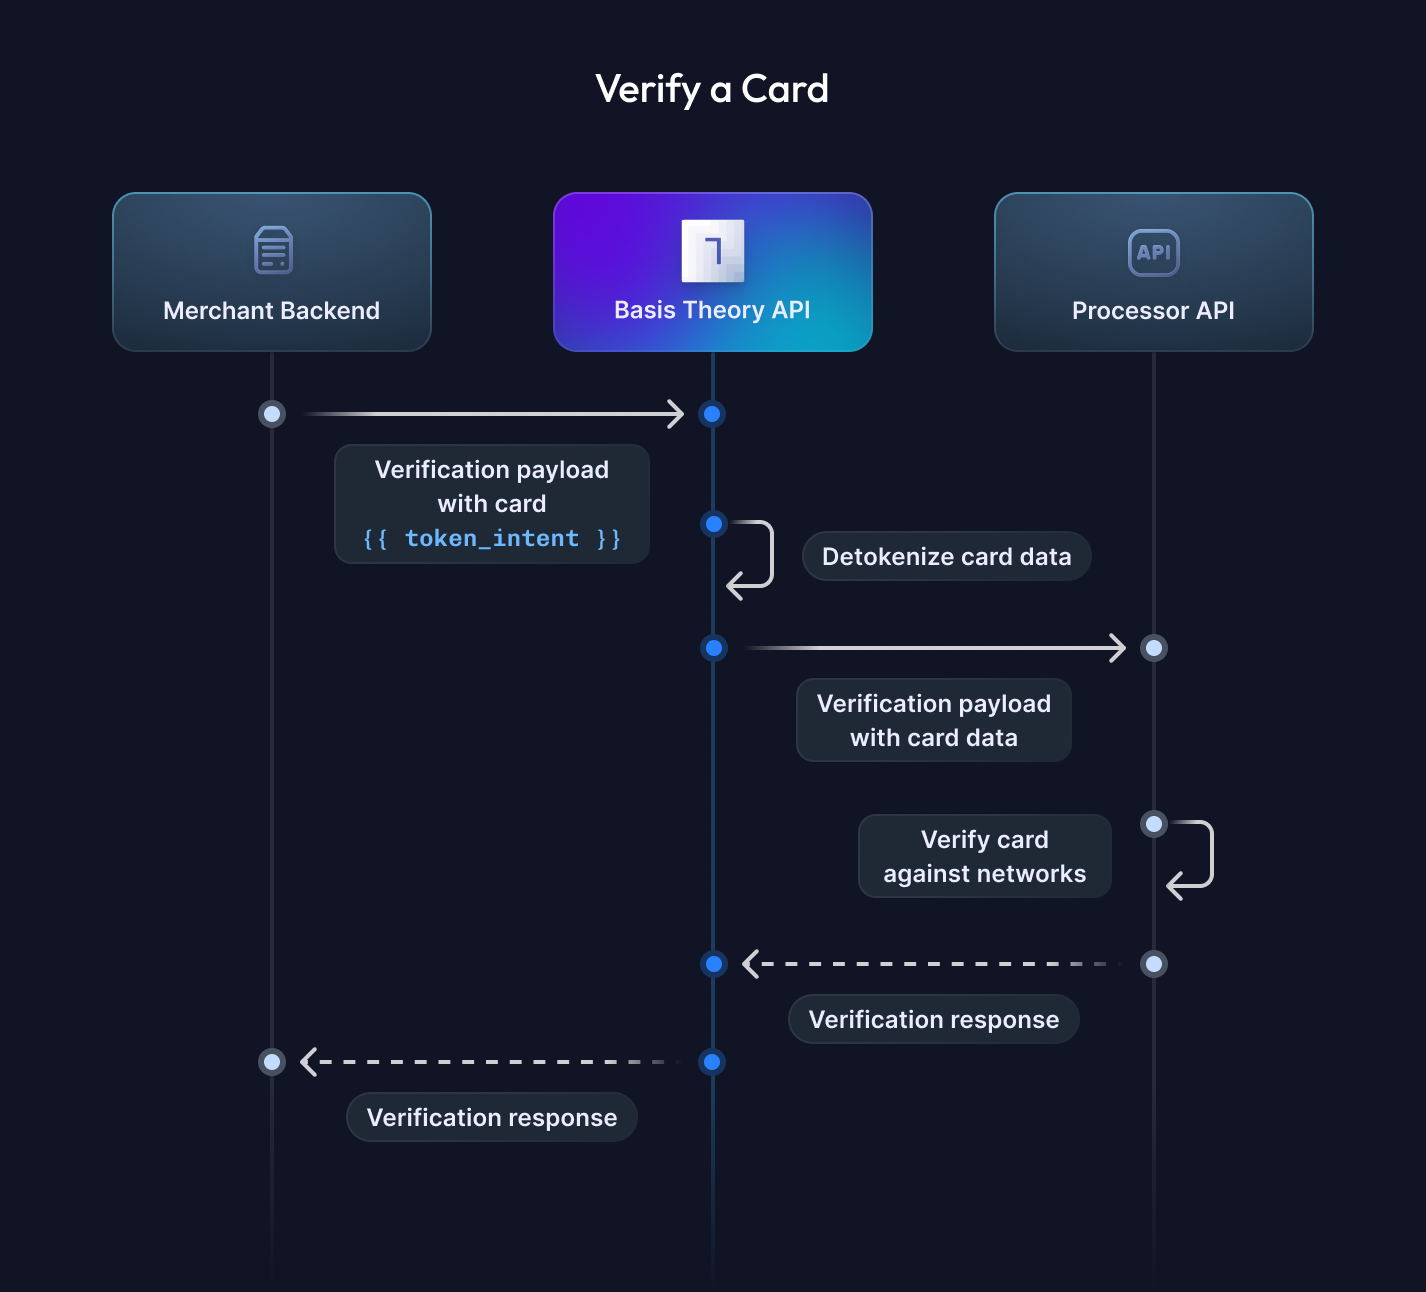 Verify a Card
Merchant Backend
Basis Theory API
API
Processor API
Verification payload
with card
{{ token_intent }}
Detokenize card data
Verification payload
with card data
Verify card
against networks
Verification response
Verification response